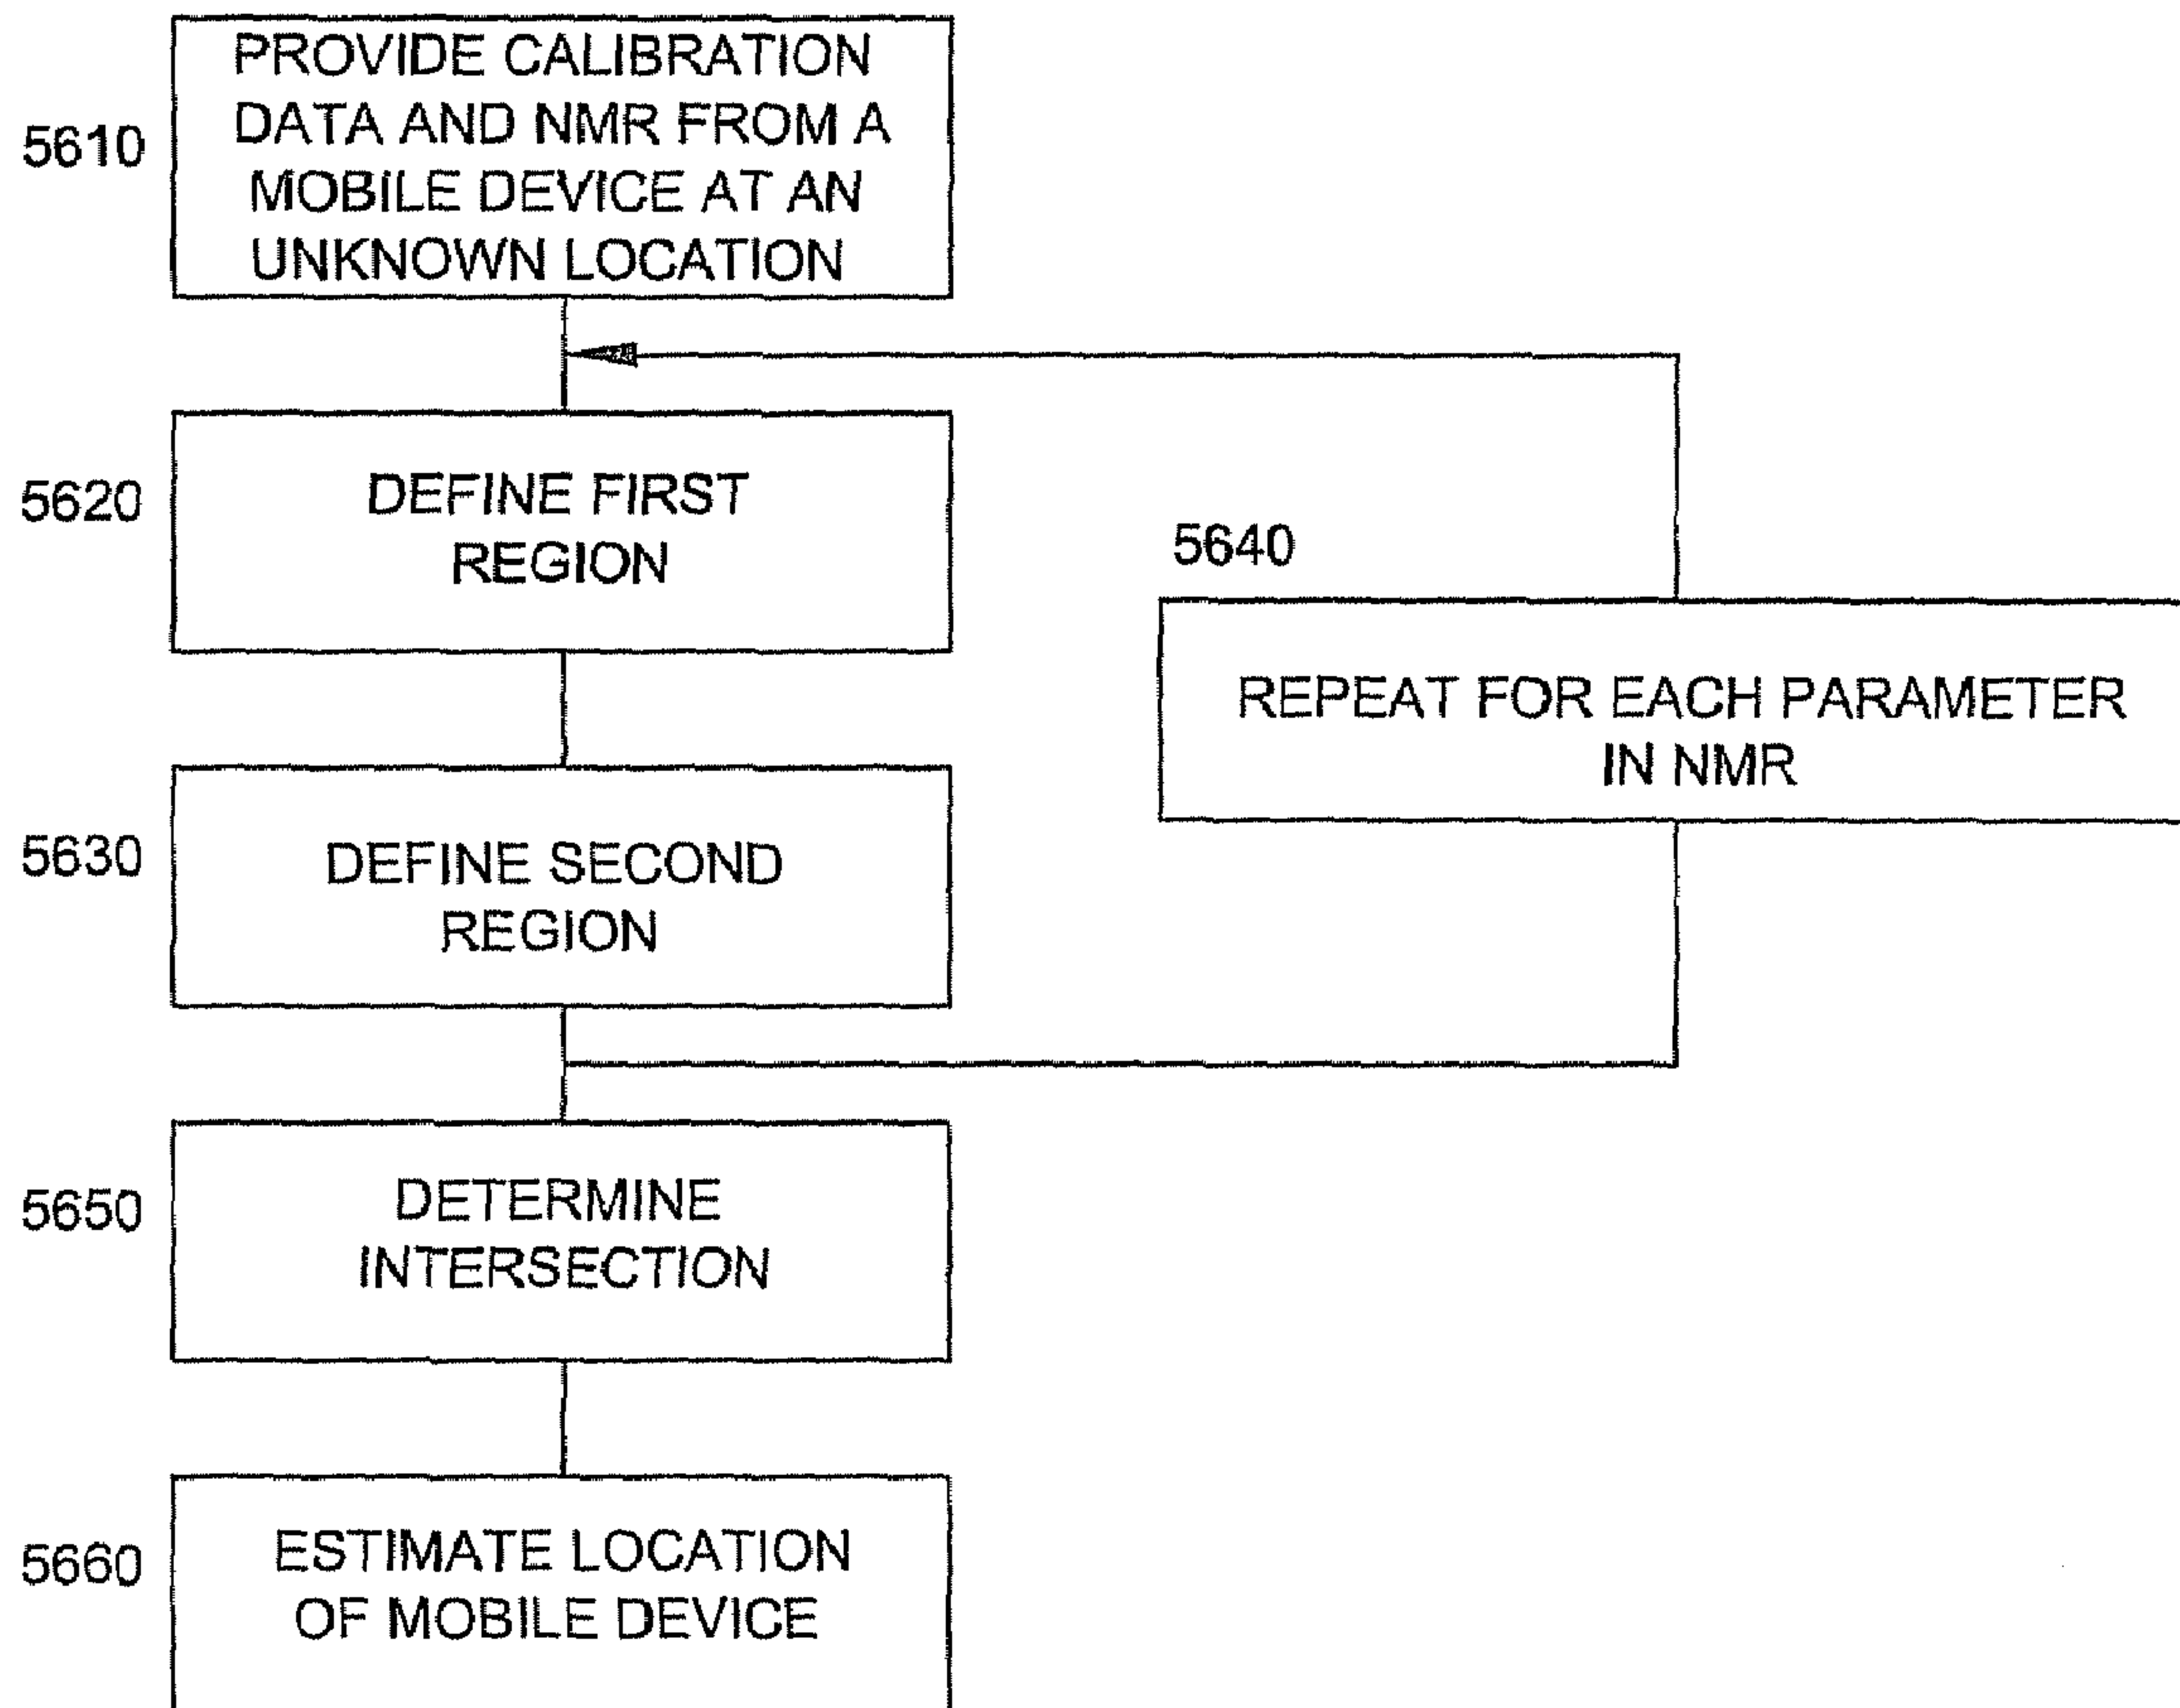 5610
PROVIDE CALIBRATION
DATA AND NMR FROM A
MOBILE DEVICE AT AN
UNKNOWN LOCATION
5620
DEFINE FIRST
REGION
5640
REPEAT FOR EACH PARAMETER
IN NMR
5630
DEFINE SECOND
REGION
5650
DETERMINE
INTERSECTION
5660
ESTIMATE LOCATION
OF MOBILE DEVICE